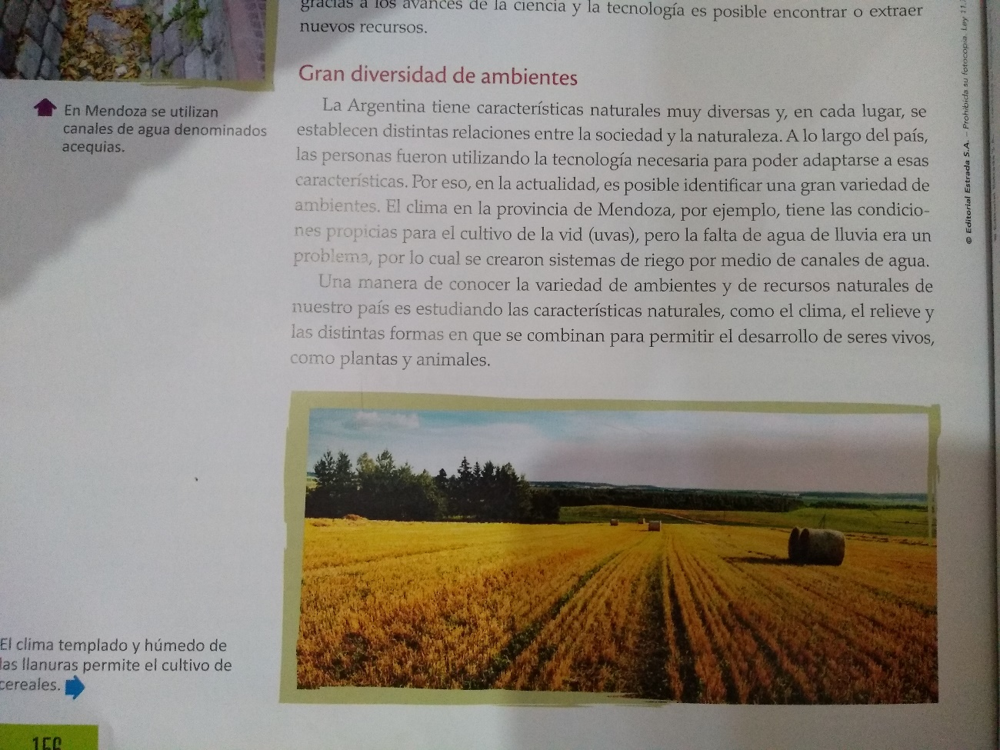 gracias a los avances de la ciencia y la tecnología es posible encontrar o extraer
nuevos recursos.
Gran diversidad de ambientes
La Argentina tiene características naturales muy diversas y, en cada lugar, se
establecen distintas relaciones entre la sociedad y la naturaleza. A lo largo del país,
las personas fueron utilizando la tecnología necesaria para poder adaptarse a esas
características. Por eso, en la actualidad, es posible identificar una gran variedad de
ambientes. El clima en la provincia de Mendoza, por ejemplo, tiene las condicio-
nes propicias para el cultivo de la vid (uvas), pero la falta de agua de lluvia era un
problema, por lo cual se crearon sistemas de riego por medio de canales de agua.
Una manera de conocer la variedad de ambientes y de recursos naturales de
nuestro país es estudiando las características naturales, como el clima, el relieve y
las distintas formas en que se combinan para permitir el desarrollo de seres vivos,
como plantas y animales.
En Mendoza se utilizan
canales de agua denominados
acequias.
El clima templado y húmedo de
las llanuras permite el cultivo de
cereales.
© Editorial Estrada S.A. – Prohibida su fotocopia. Ley 11.